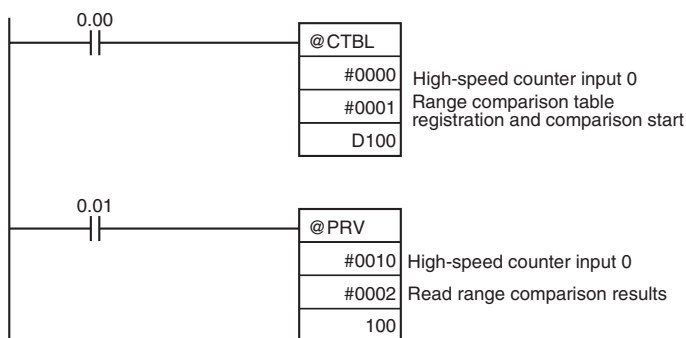 0.00
@CTBL
#0000 High-speed counter input 0
#0001 Range comparison table
registration and comparison start
D100
0.01
@PRV
#0010 High-speed counter input 0
#0002 Read range comparison results
100